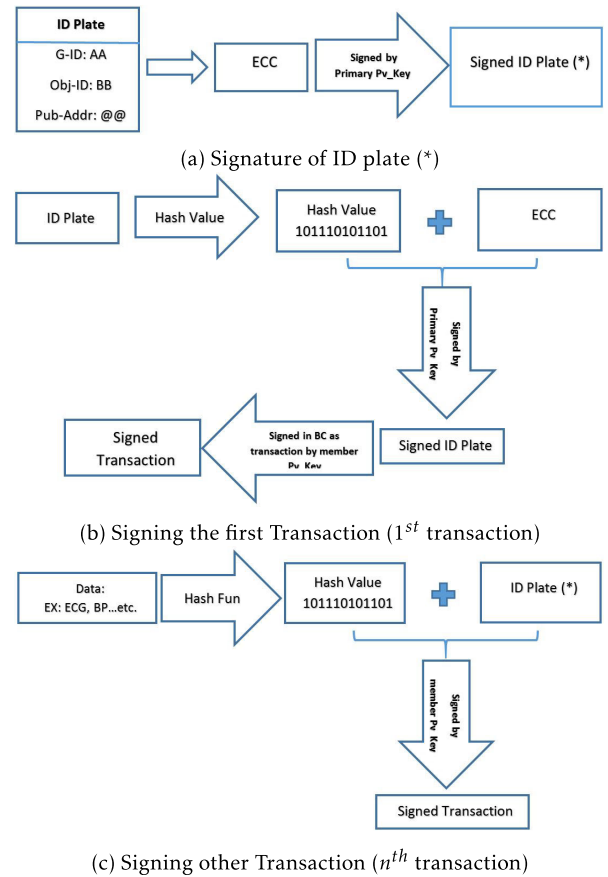 ID Plate
G-ID: AA
Obj-ID: BB
Pub-Addr: @@
ECC
Signed by
Primary Pv_Key
Signed ID Plate (*)
(a) Signature of ID plate (*)
ID Plate
Hash Value
Hash Value
101110101101
ECC
Signed by
Primary Pv_Key
Signed in BC as
transaction by member
Pv_Key
Signed
Transaction
Signed ID Plate
(b) Signing the first Transaction (1st transaction)
Data:
EX: ECG, BP...etc.
Hash Fun
Hash Value
101110101101
ID Plate (*)
Signed by
member Pv_Key
Signed Transaction
(c) Signing other Transaction (nth transaction)